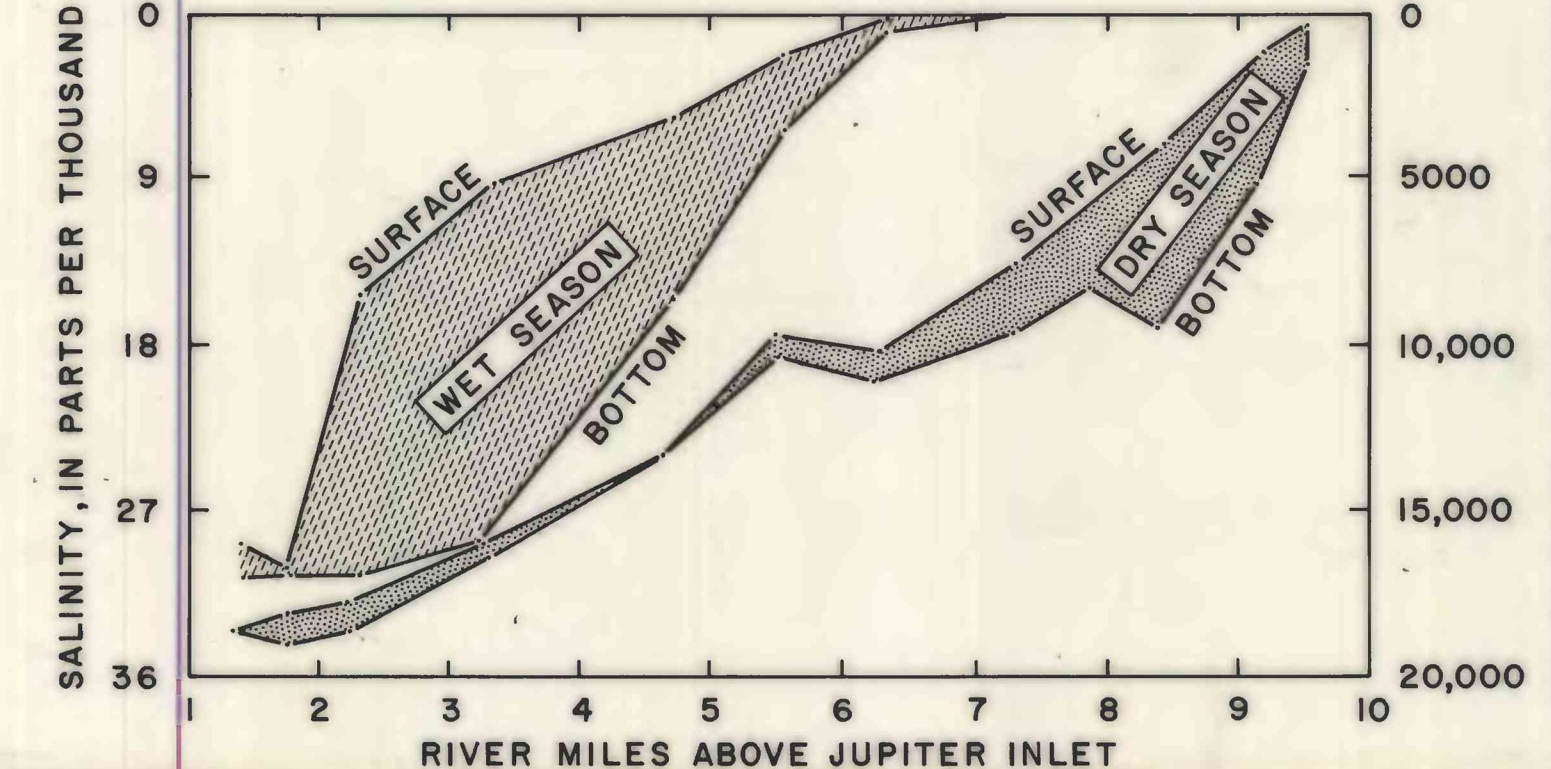 SALINITY, IN PARTS PER THOUSAND
0
9
18
27
36
0
5000
10,000
15,000
20,000
SURFACE
WET SEASON
BOTTOM
SURFACE
DRY SEASON
BOTTOM
1 2 3 4 5 6 7 8 9 10
RIVER MILES ABOVE JUPITER INLET